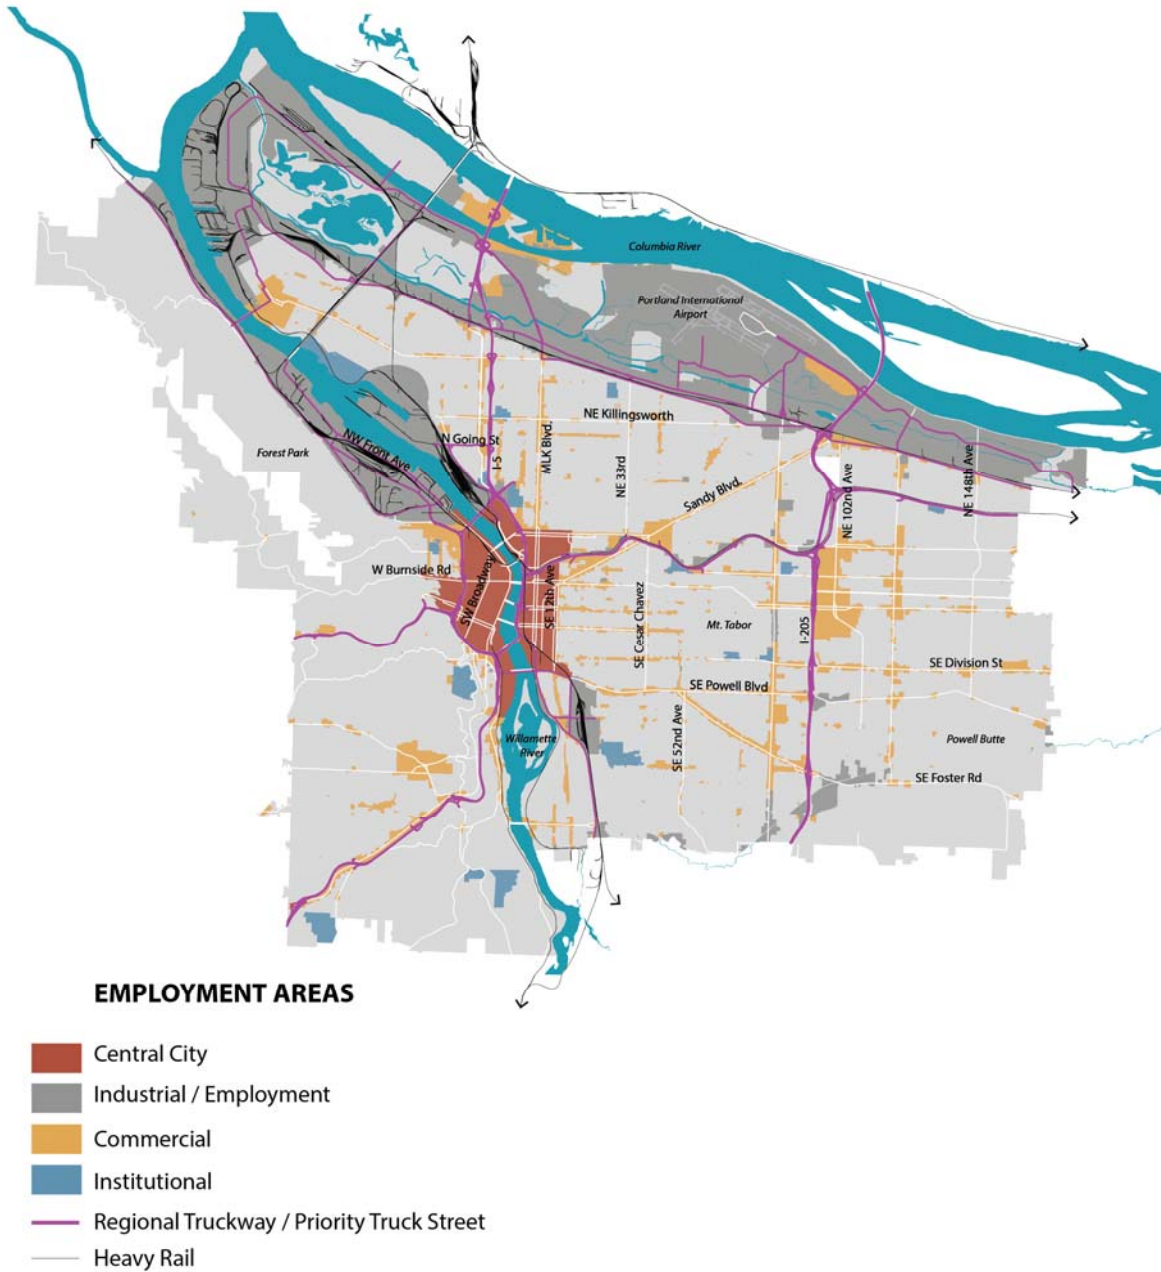 Columbia River
Portland International
Airport
NE Killingsworth
N Going St
NW Front Ave
Forest Park
I-5
MLK Blvd.
NE 33rd
Sandy Blvd.
NE 102nd Ave
NE 148th Ave
W Burnside Rd
SW Broadway
SE 12th Ave
SE Cesar Chavez
Mt. Tabor
I-205
SE Division St
SE Powell Blvd
SE 52nd Ave
Willamette
River
Powell Butte
SE Foster Rd
EMPLOYMENT AREAS
Central City
Industrial / Employment
Commercial
Institutional
Regional Truckway / Priority Truck Street
Heavy Rail